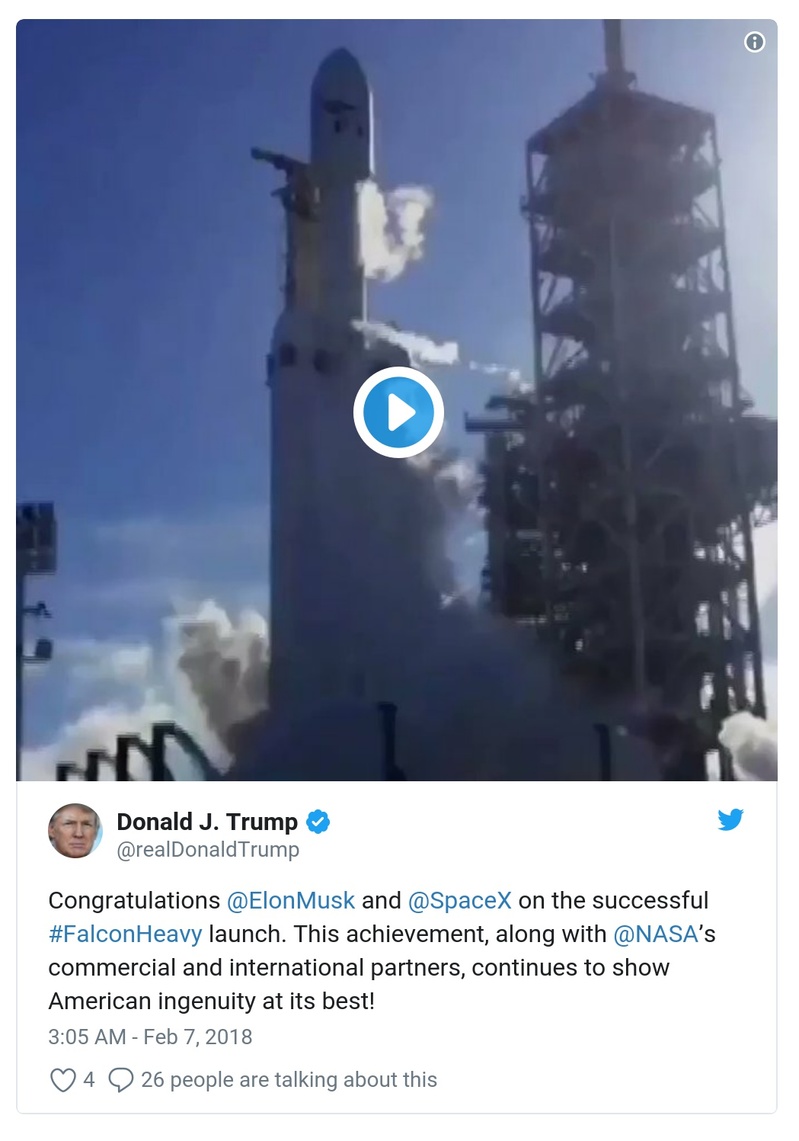 Donald J. Trump
@realDonaldTrump
Congratulations @ElonMusk and @SpaceX on the successful
#FalconHeavy launch. This achievement, along with @NASA’s
commercial and international partners, continues to show
American ingenuity at its best!
3:05 AM - Feb 7, 2018
4 26 people are talking about this